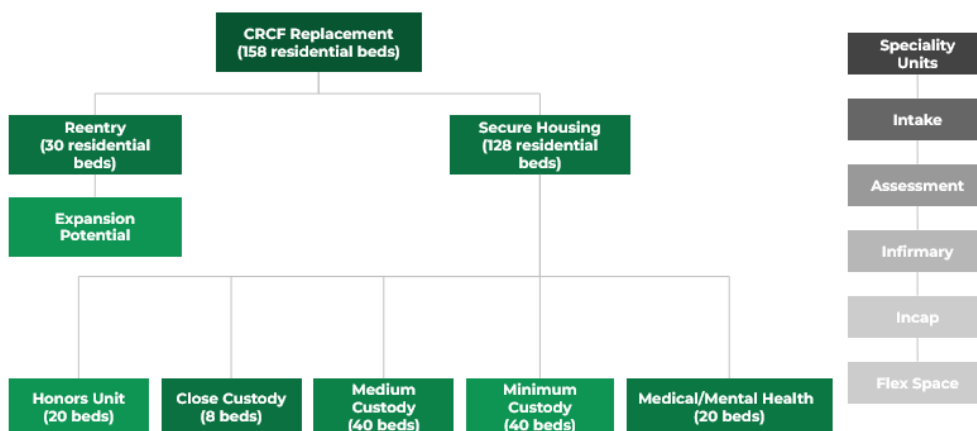 CRCF Replacement
(158 residential beds)
Reentry
(30 residential
beds)
Expansion
Potential
Secure Housing
(128 residential
beds)
Honors Unit
(20 beds)
Close Custody
(8 beds)
Medium
Custody
(40 beds)
Minimum
Custody
(40 beds)
Medical/Mental Health
(20 beds)
Speciality
Units
Intake
Assessment
Infirmary
Incap
Flex Space